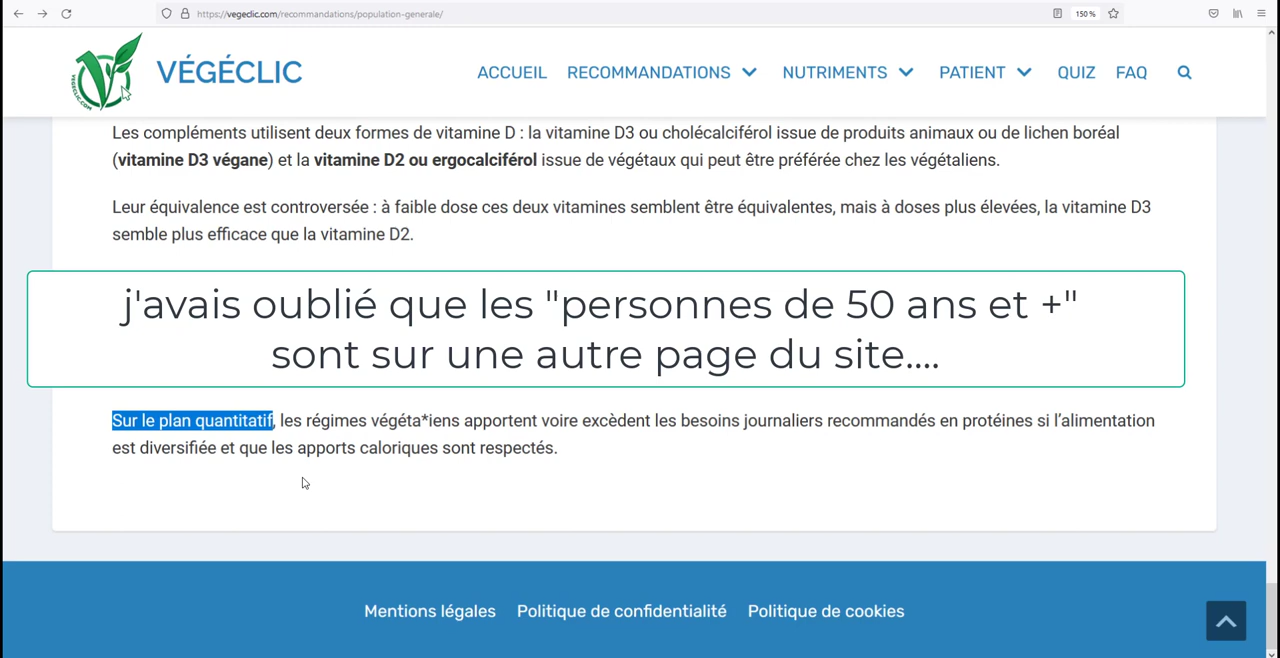 https://vegeclic.com/recommandations/population-generale/
150 %
VEGECLIC.COM
VÉGÉCLIC
ACCUEIL RECOMMANDATIONS NUTRIMENTS PATIENT QUIZ FAQ
Les compléments utilisent deux formes de vitamine D : la vitamine D3 ou cholécalciférol issue de produits animaux ou de lichen boréal
(vitamine D3 végane) et la vitamine D2 ou ergocalciférol issue de végétaux qui peut être préférée chez les végétaliens.
Leur équivalence est controversée : à faible dose ces deux vitamines semblent être équivalentes, mais à doses plus élevées, la vitamine D3
semble plus efficace que la vitamine D2.
j'avais oublié que les "personnes de 50 ans et +"
sont sur une autre page du site....
Sur le plan quantitatif, les régimes végéta*iens apportent voire excèdent les besoins journaliers recommandés en protéines si l’alimentation
est diversifiée et que les apports caloriques sont respectés.
Mentions légales Politique de confidentialité Politique de cookies